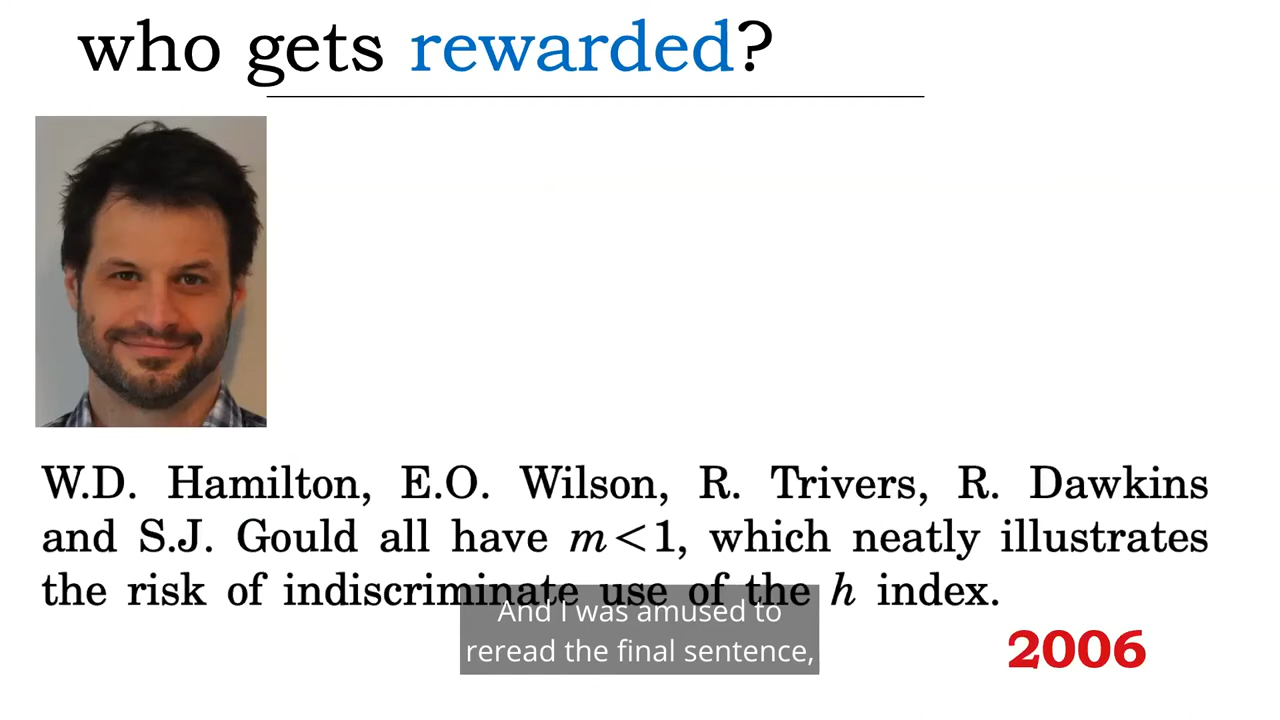 who gets rewarded?
W.D. Hamilton, E.O. Wilson, R. Trivers, R. Dawkins
and S.J. Gould all have m<1, which neatly illustrates
the risk of indiscriminate use of the h index.
And I was amused to
reread the final sentence,
2006